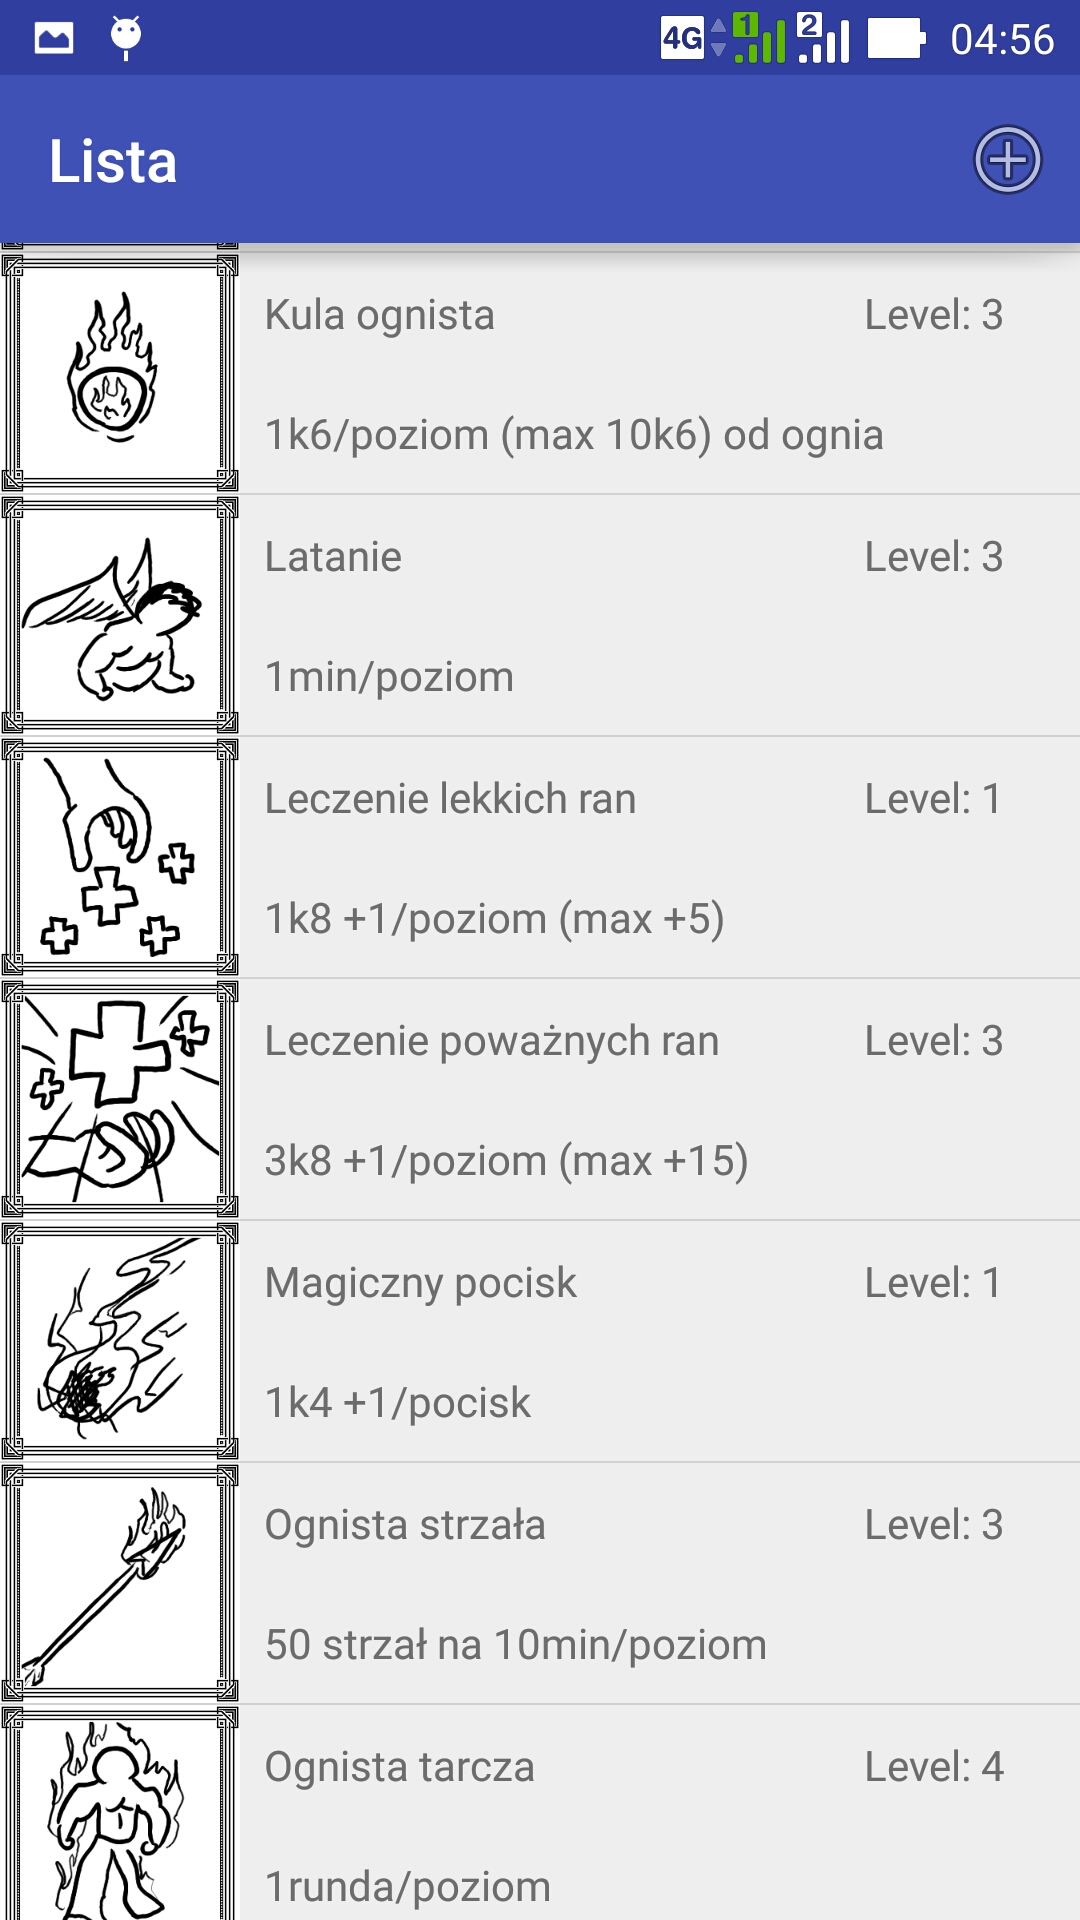 4G 1 2 04:56
Lista
Kula ognista Level: 3
1k6/poziom (max 10k6) od ognia
Latanie Level: 3
1min/poziom
Leczenie lekkich ran Level: 1
1k8 +1/poziom (max +5)
Leczenie poważnych ran Level: 3
3k8 +1/poziom (max +15)
Magiczny pocisk Level: 1
1k4 +1/pocisk
Ognista strzała Level: 3
50 strzał na 10min/poziom
Ognista tarcza Level: 4
1runda/poziom